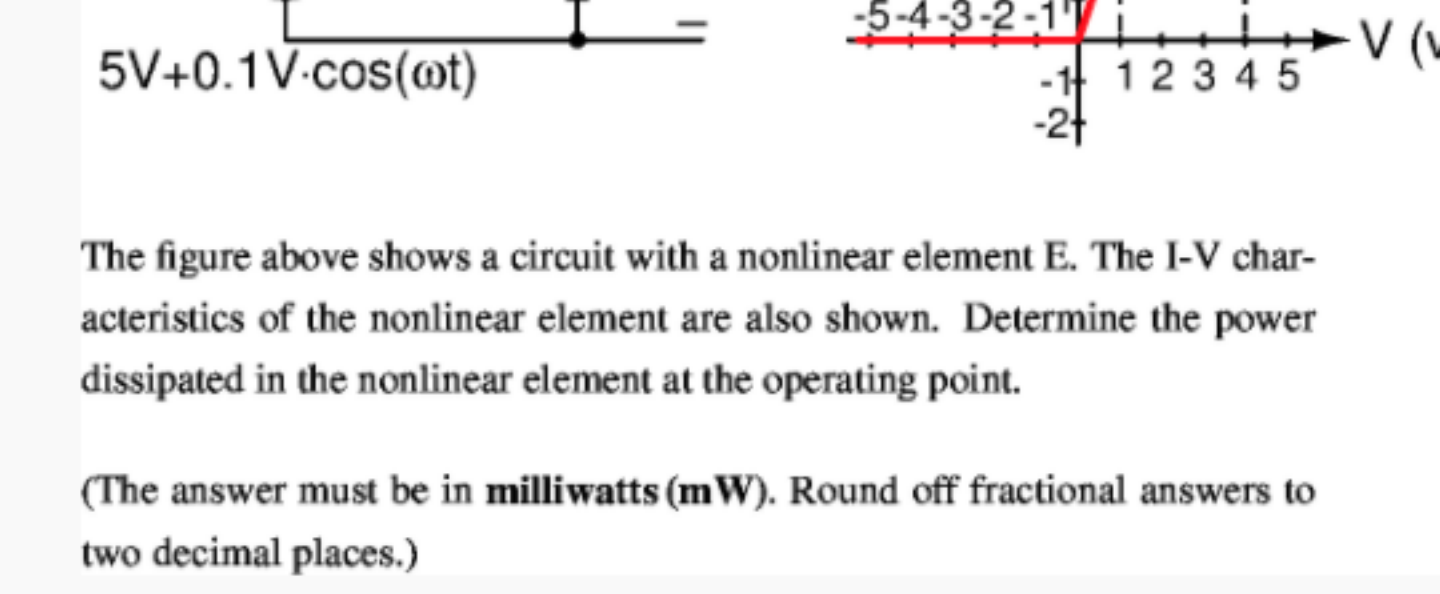 -5-4-3-2-1
V (v
5V+0.1V·cos(ωt)
-1 1 2 3 4 5
-2
The figure above shows a circuit with a nonlinear element E. The I-V char-
acteristics of the nonlinear element are also shown. Determine the power
dissipated in the nonlinear element at the operating point.
(The answer must be in milliwatts (mW). Round off fractional answers to
two decimal places.)